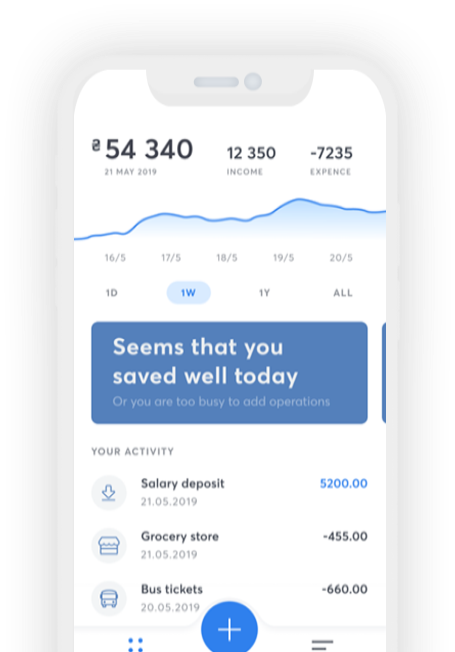 ₴54 340
12 350
-7235
21 MAY 2019
INCOME
EXPENCE
16/5
17/5
18/5
19/5
20/5
1D
1W
1Y
ALL
Seems that you
saved well today
Or you are too busy to add operations
YOUR ACTIVITY
Salary deposit
5200.00
21.05.2019
Grocery store
-455.00
21.05.2019
Bus tickets
-660.00
20.05.2019